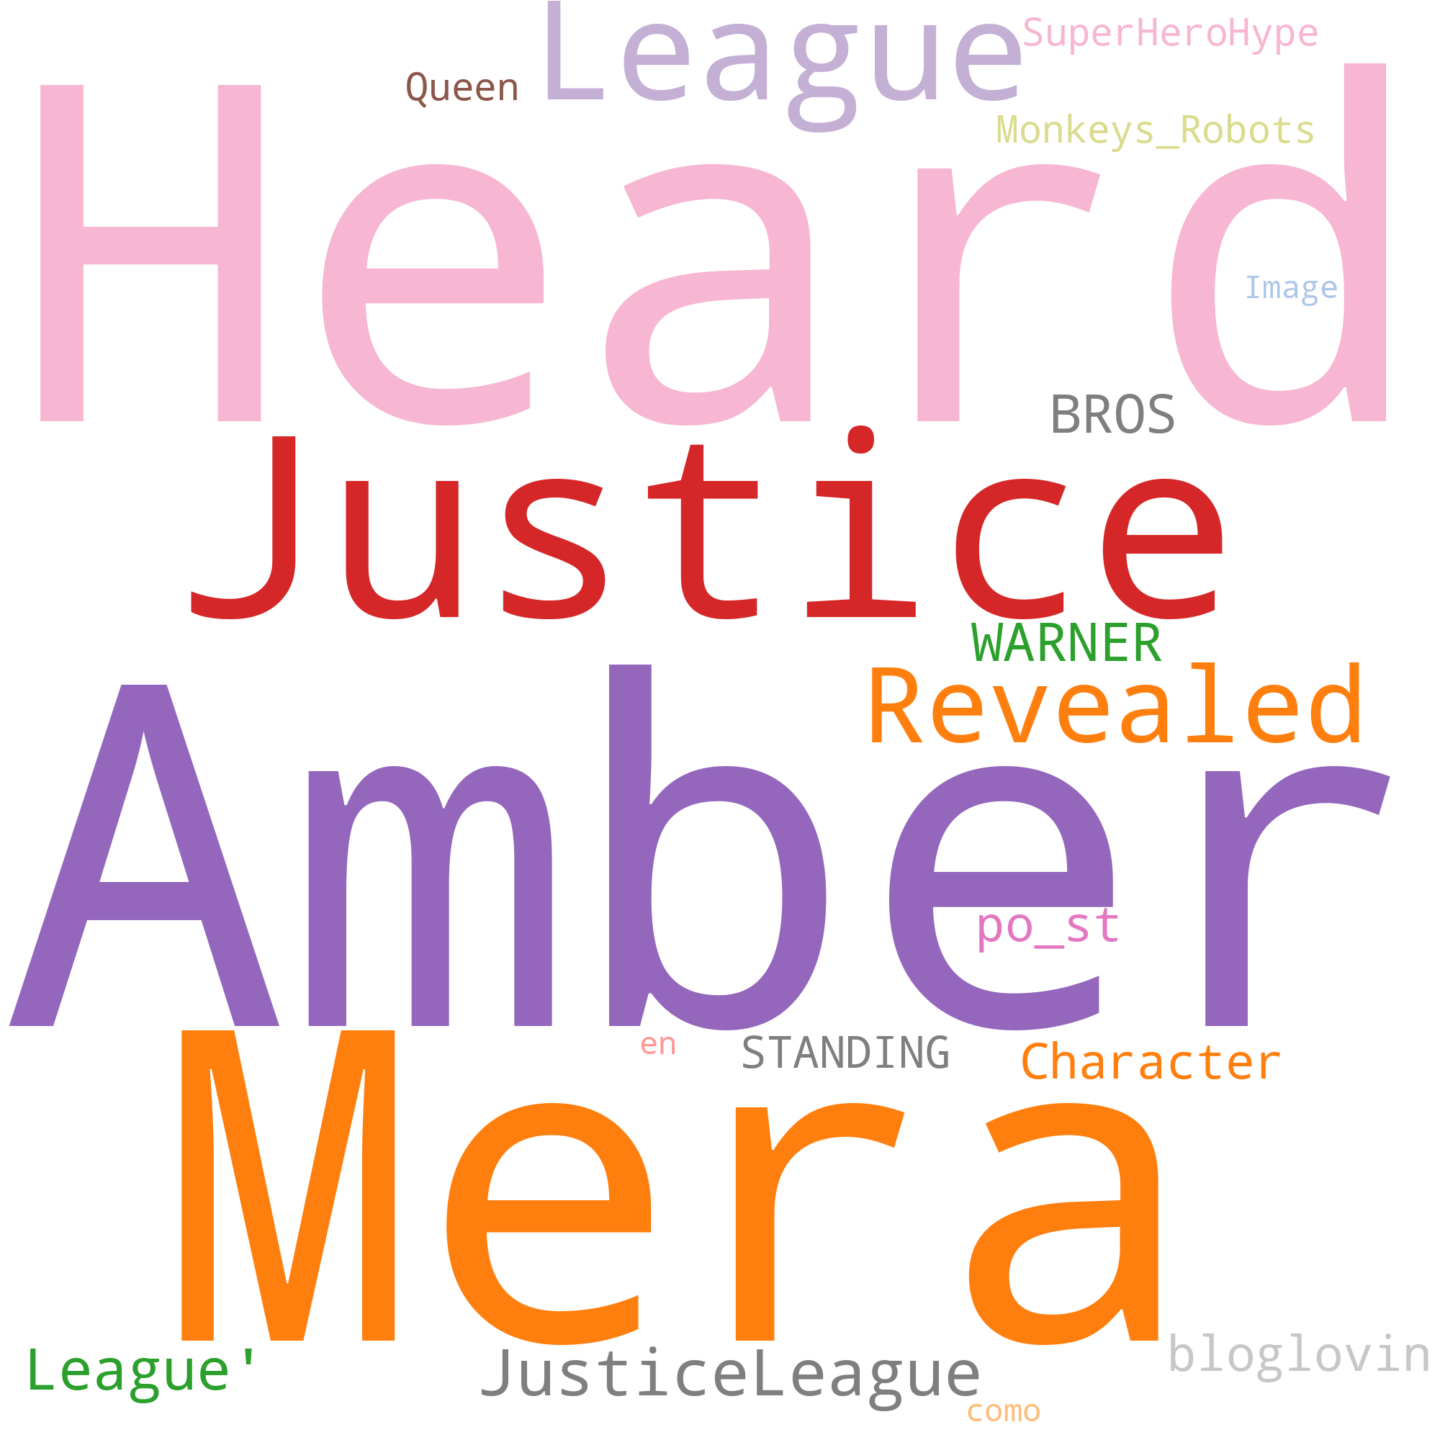 League
SuperHeroHype
Queen
Monkeys_Robots
Heard
Image
BROS
Justice
WARNER
Revealed
Amber
po_st
en
STANDING
Character
Mera
League'
JusticeLeague
bloglovin
como